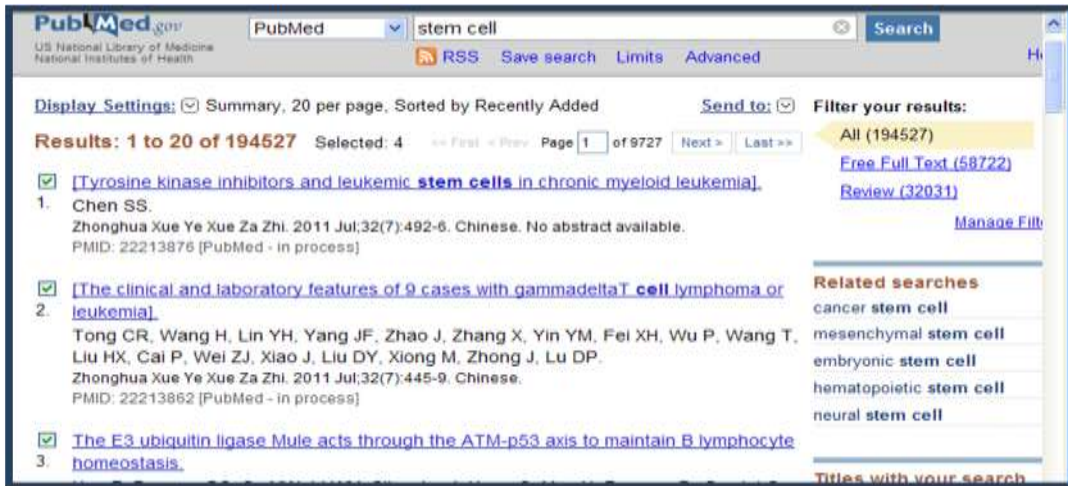 PubMed.gov
US National Library of Medicine
National Institutes of Health
PubMed
stem cell
Search
RSS Save search Limits Advanced
Display Settings: Summary, 20 per page, Sorted by Recently Added Send to:
Results: 1 to 20 of 194527 Selected: 4 << First < Prev Page 1 of 9727 Next > Last >>
[Tyrosine kinase inhibitors and leukemic stem cells in chronic myeloid leukemia].
1. Chen SS.
Zhonghua Xue Ye Xue Za Zhi. 2011 Jul;32(7):492-6. Chinese. No abstract available.
PMID: 22213876 [PubMed - in process]
[The clinical and laboratory features of 9 cases with gammadeltaT cell lymphoma or
2. leukemia].
Tong CR, Wang H, Lin YH, Yang JF, Zhao J, Zhang X, Yin YM, Fei XH, Wu P, Wang T,
Liu HX, Cai P, Wei ZJ, Xiao J, Liu DY, Xiong M, Zhong J, Lu DP.
Zhonghua Xue Ye Xue Za Zhi. 2011 Jul;32(7):445-9. Chinese.
PMID: 22213862 [PubMed - in process]
The E3 ubiquitin ligase Mule acts through the ATM-p53 axis to maintain B lymphocyte
3. homeostasis.
Filter your results:
All (194527)
Free Full Text (58722)
Review (32031)
Manage Filt
Related searches
cancer stem cell
mesenchymal stem cell
embryonic stem cell
hematopoietic stem cell
neural stem cell
Titles with your search